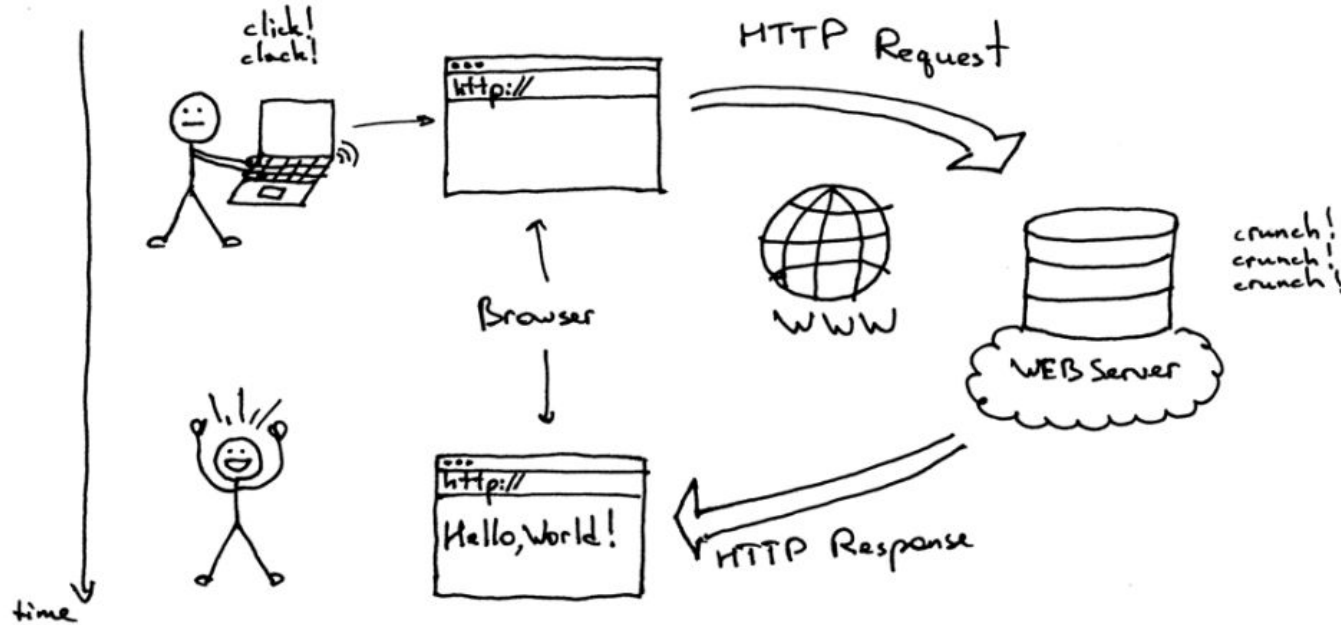 click!
clack!
HTTP Request
http://
crunch!
crunch!
crunch!
Browser
WWW
WEB Server
http://
Hello, World!
HTTP Response
time